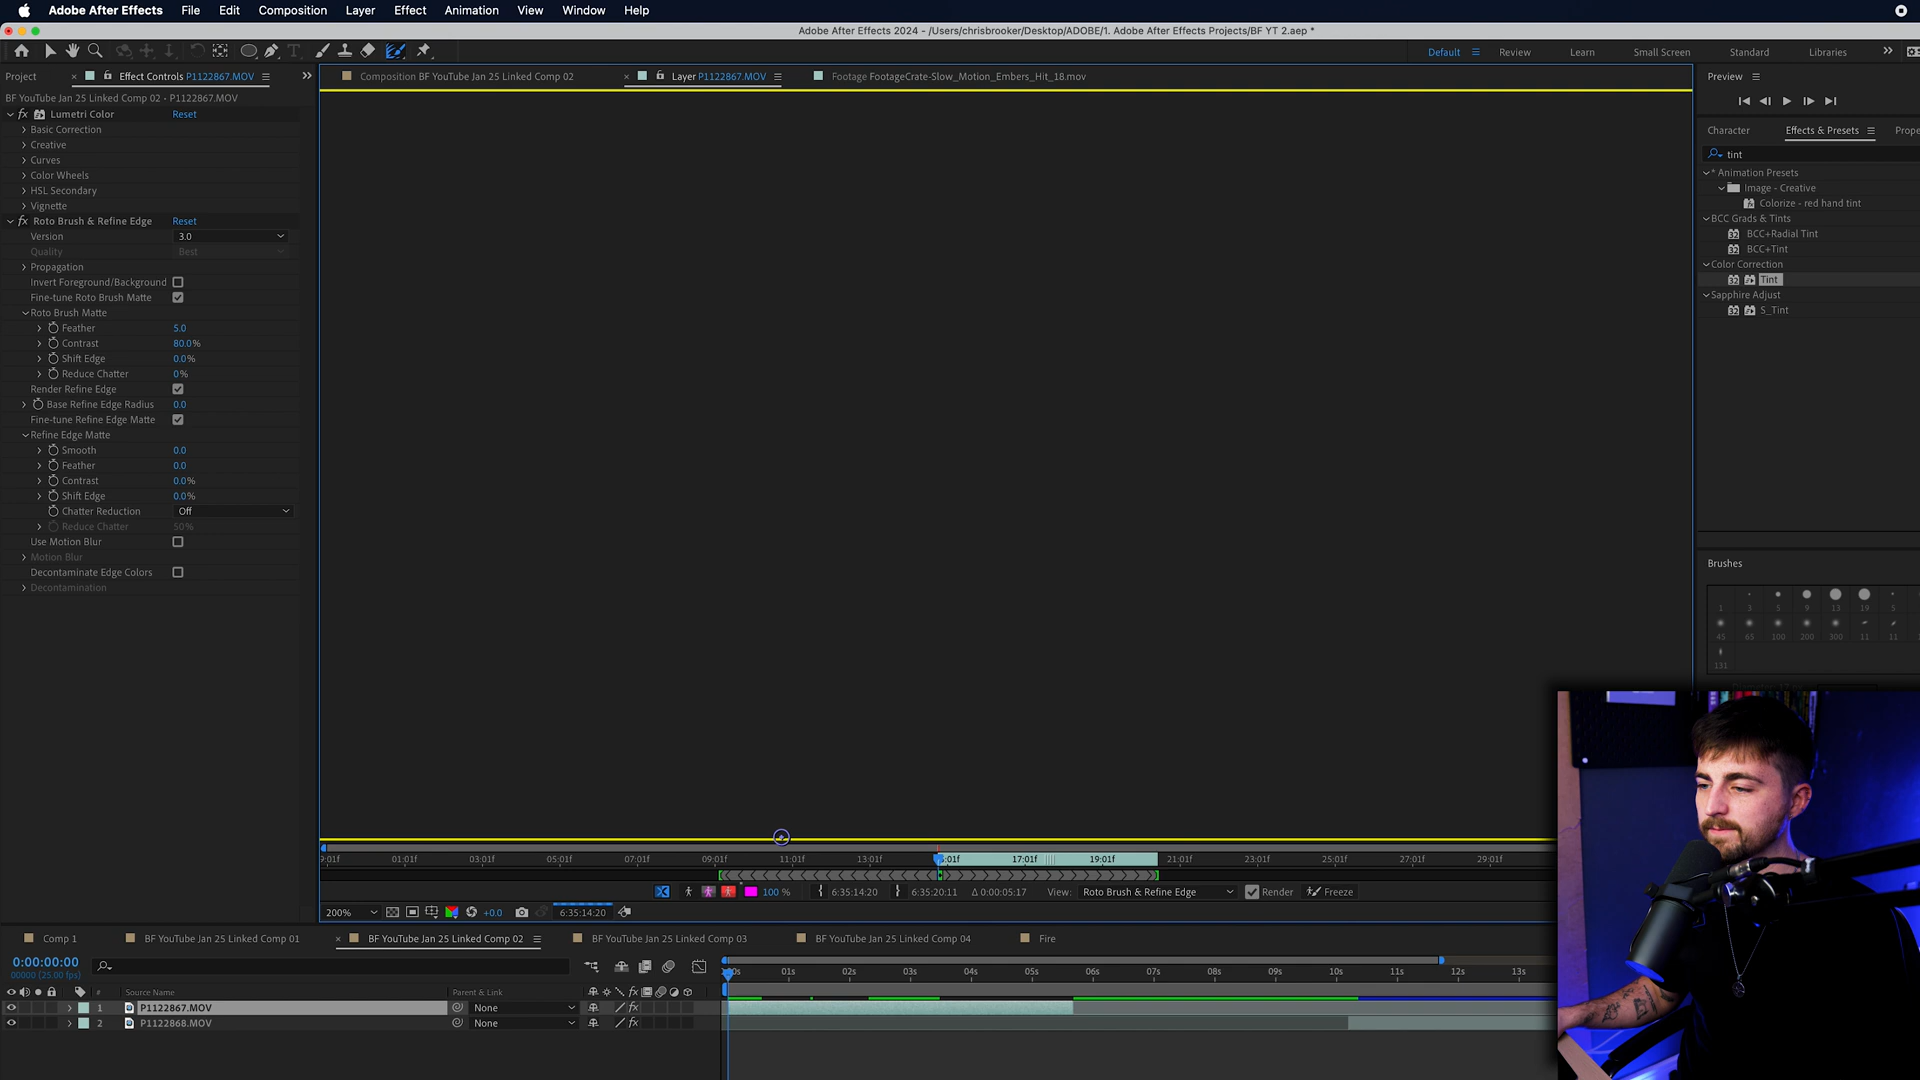 Adobe After Effects File Edit Composition Layer Effect Animation View Window Help
Adobe After Effects 2024 - /Users/chrisbrooker/Desktop/ADOBE/1. Adobe After Effects Projects/BF YT 2.aep *
Default Review Learn Small Screen Standard Libraries
Project Effect Controls P1122867.MOV
Composition BF YouTube Jan 25 Linked Comp 02
Layer P1122867.MOV
Footage FootageCrate-Slow_Motion_Embers_Hit_18.mov
BF YouTube Jan 25 Linked Comp 02 • P1122867.MOV
fx Lumetri Color Reset
Basic Correction
Creative
Curves
Color Wheels
HSL Secondary
Vignette
fx Roto Brush & Refine Edge Reset
Version 3.0
Quality Best
Propagation
Invert Foreground/Background
Fine-tune Roto Brush Matte
Roto Brush Matte
Feather 5.0
Contrast 80.0%
Shift Edge 0.0%
Reduce Chatter 0%
Render Refine Edge
Base Refine Edge Radius 0.0
Fine-tune Refine Edge Matte
Refine Edge Matte
Smooth 0.0
Feather 0.0
Contrast 0.0%
Shift Edge 0.0%
Chatter Reduction Off
Reduce Chatter 50%
Use Motion Blur
Motion Blur
Decontaminate Edge Colors
Decontamination
Preview
Character Effects & Presets Prope
tint
* Animation Presets
Image - Creative
Colorize - red hand tint
BCC Grads & Tints
BCC+Radial Tint
BCC+Tint
Color Correction
Tint
Sapphire Adjust
S_Tint
Brushes
1 3 5 9 13 19 5
45 65 100 200 300 11 11
131
9:01f 01:01f 03:01f 05:01f 07:01f 09:01f 11:01f 13:01f 5:01f 17:01f 19:01f 21:01f 23:01f 25:01f 27:01f 29:01f
100 % 6:35:14:20 6:35:20:11 Δ 0:00:05:17 View: Roto Brush & Refine Edge Render Freeze
200% +0.0 6:35:14:20
Comp 1 BF YouTube Jan 25 Linked Comp 01 BF YouTube Jan 25 Linked Comp 02 BF YouTube Jan 25 Linked Comp 03 BF YouTube Jan 25 Linked Comp 04 Fire
0:00:00:00
00000 (25.00 fps)
01s 02s 03s 04s 05s 06s 07s 08s 09s 10s 11s 12s 13s
# Source Name Parent & Link
1 P1122867.MOV None
2 P1122868.MOV None